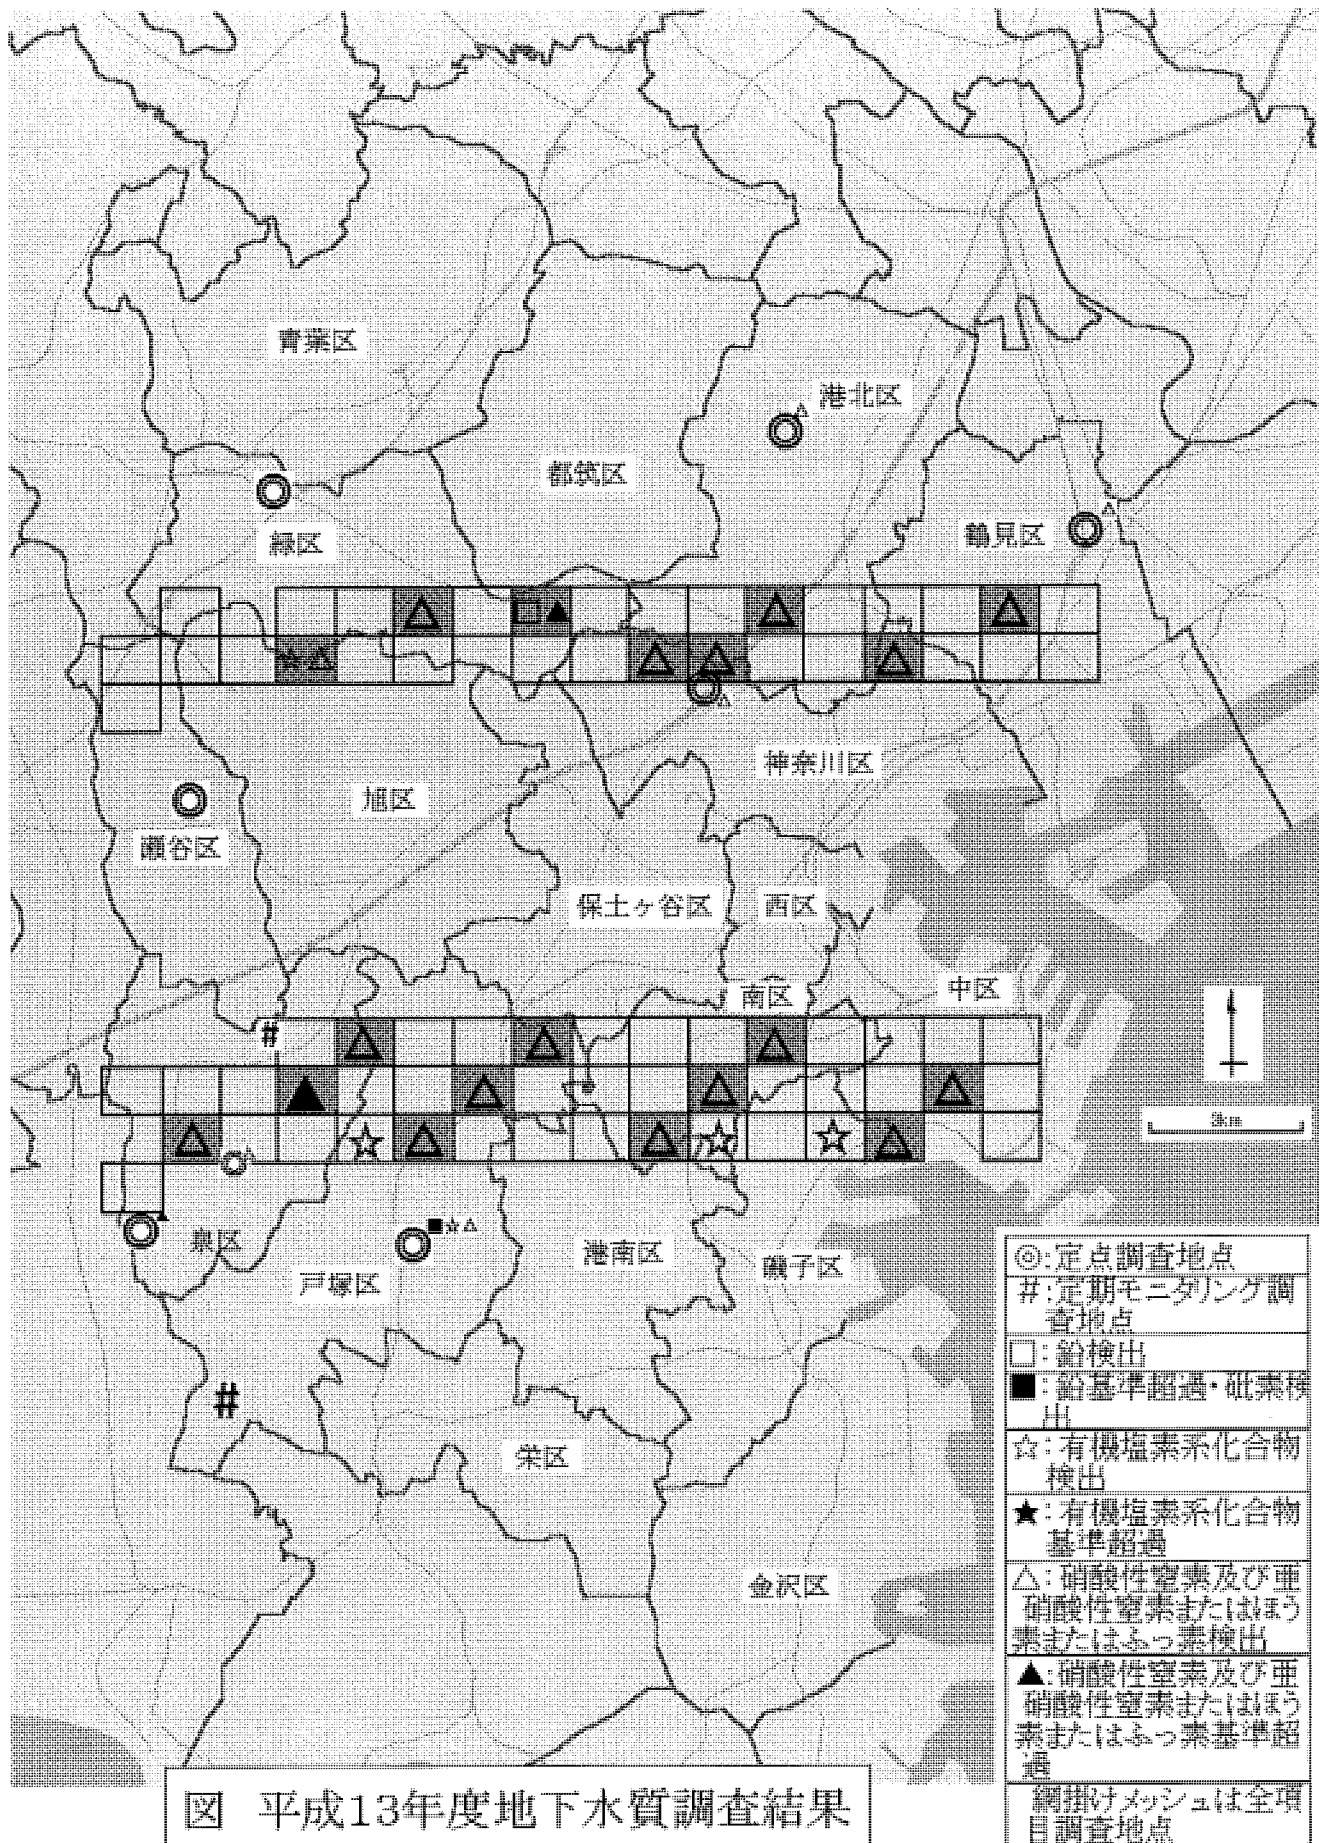 青葉区
港北区
都筑区
鶴見区
緑区
神奈川区
旭区
瀬谷区
保土ヶ谷区
西区
南区
中区
#
2km
泉区
港南区
磯子区
戸塚区
#
栄区
金沢区
◎:定点調査地点
#:定期モニタリング調
査地点
□:鉛検出
■:鉛基準超過・砒素検
出
☆:有機塩素系化合物
検出
★:有機塩素系化合物
基準超過
△:硝酸性窒素及び亜
硝酸性窒素またはほう
素またはふっ素検出
▲:硝酸性窒素及び亜
硝酸性窒素またはほう
素またはふっ素基準超
過
網掛けメッシュは全項
目調査地点
図 平成13年度地下水質調査結果